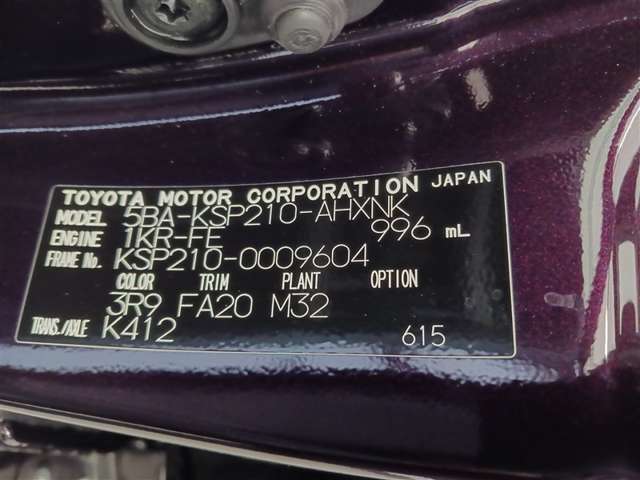 TOYOTA MOTOR CORPORATION JAPAN
MODEL 5BA-KSP210-AHXNK
ENGINE 1KR-FE 996 mL
FRAME No. KSP210-0009604
COLOR TRIM PLANT OPTION
3R9 FA20 M32
TRANS./AXLE K412 615